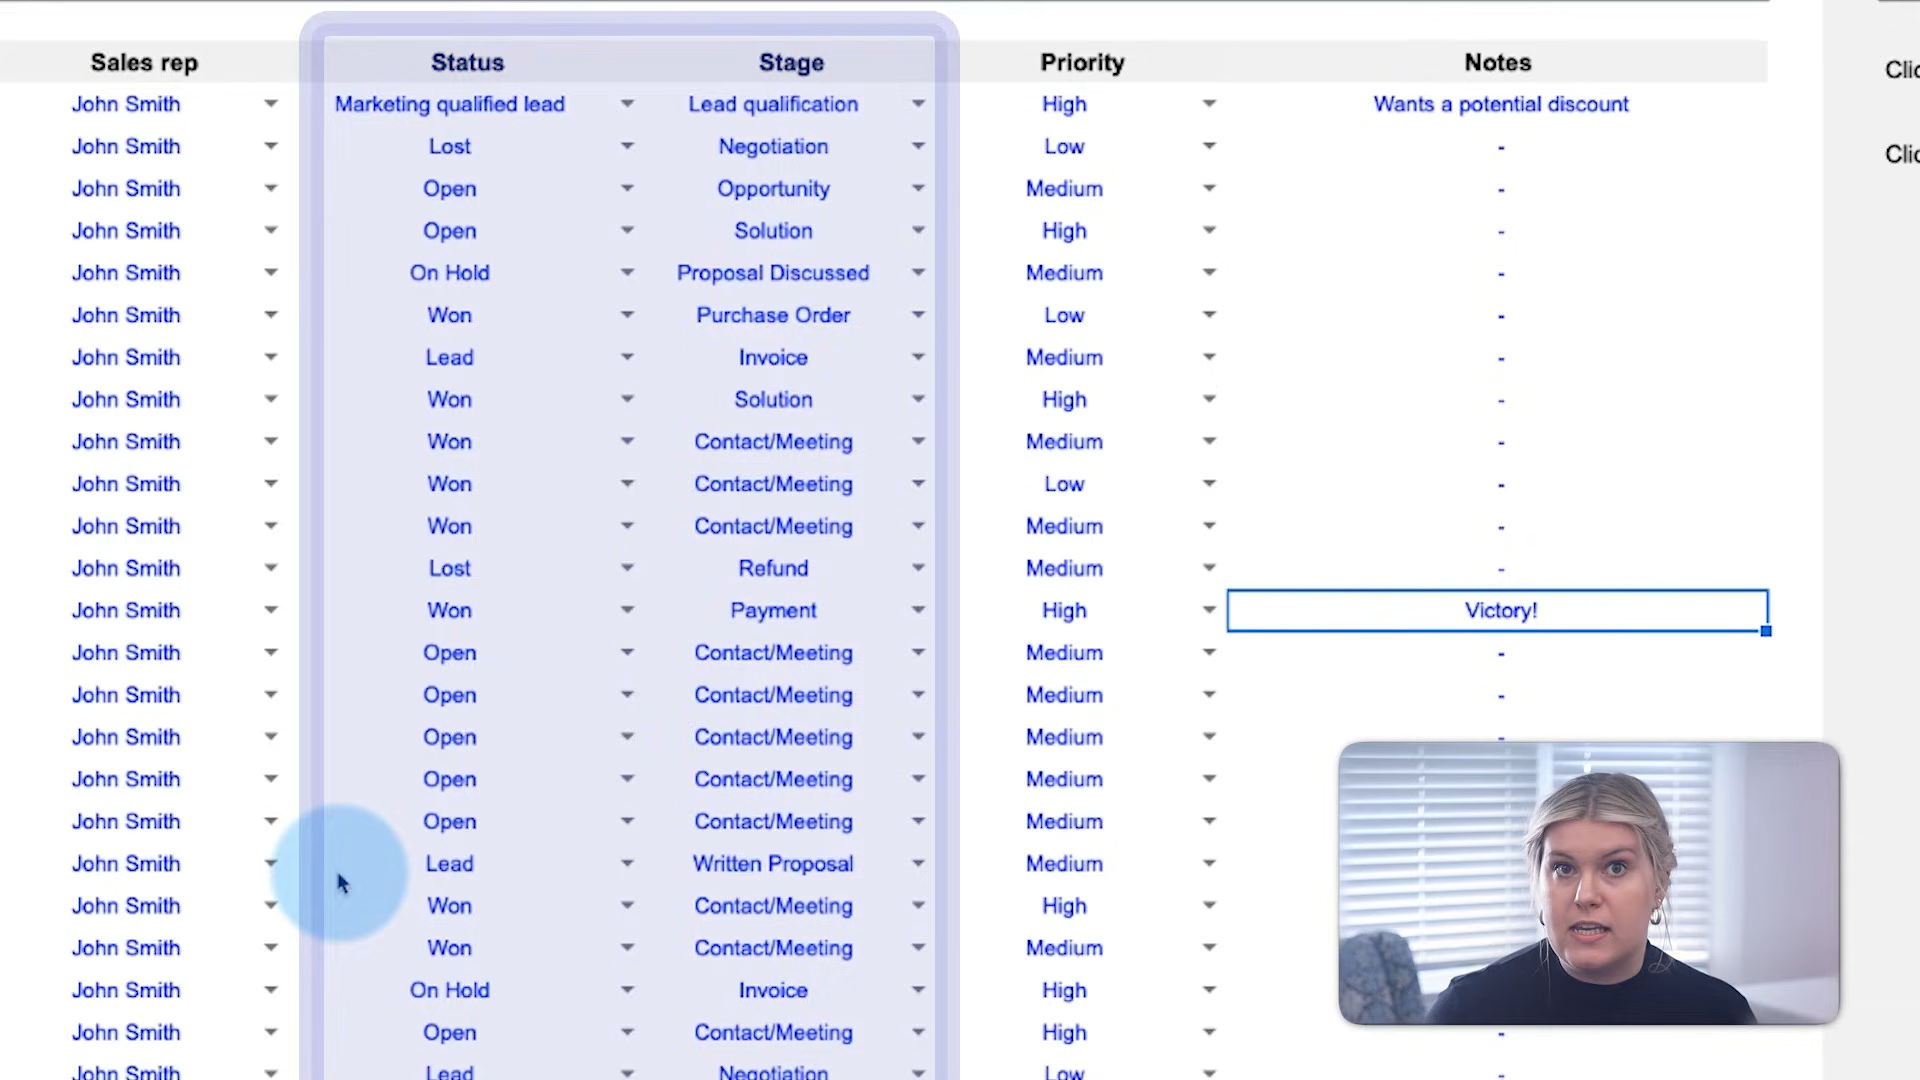 Sales rep Status Stage Priority Notes
John Smith Marketing qualified lead Lead qualification High Wants a potential discount
John Smith Lost Negotiation Low -
John Smith Open Opportunity Medium -
John Smith Open Solution High -
John Smith On Hold Proposal Discussed Medium -
John Smith Won Purchase Order Low -
John Smith Lead Invoice Medium -
John Smith Won Solution High -
John Smith Won Contact/Meeting Medium -
John Smith Won Contact/Meeting Low -
John Smith Won Contact/Meeting Medium -
John Smith Lost Refund Medium -
John Smith Won Payment High Victory!
John Smith Open Contact/Meeting Medium -
John Smith Open Contact/Meeting Medium -
John Smith Open Contact/Meeting Medium -
John Smith Open Contact/Meeting Medium
John Smith Open Contact/Meeting Medium
John Smith Lead Written Proposal Medium
John Smith Won Contact/Meeting High
John Smith Won Contact/Meeting Medium
John Smith On Hold Invoice High
John Smith Open Contact/Meeting High -
John Smith Lead Negotiation Low -